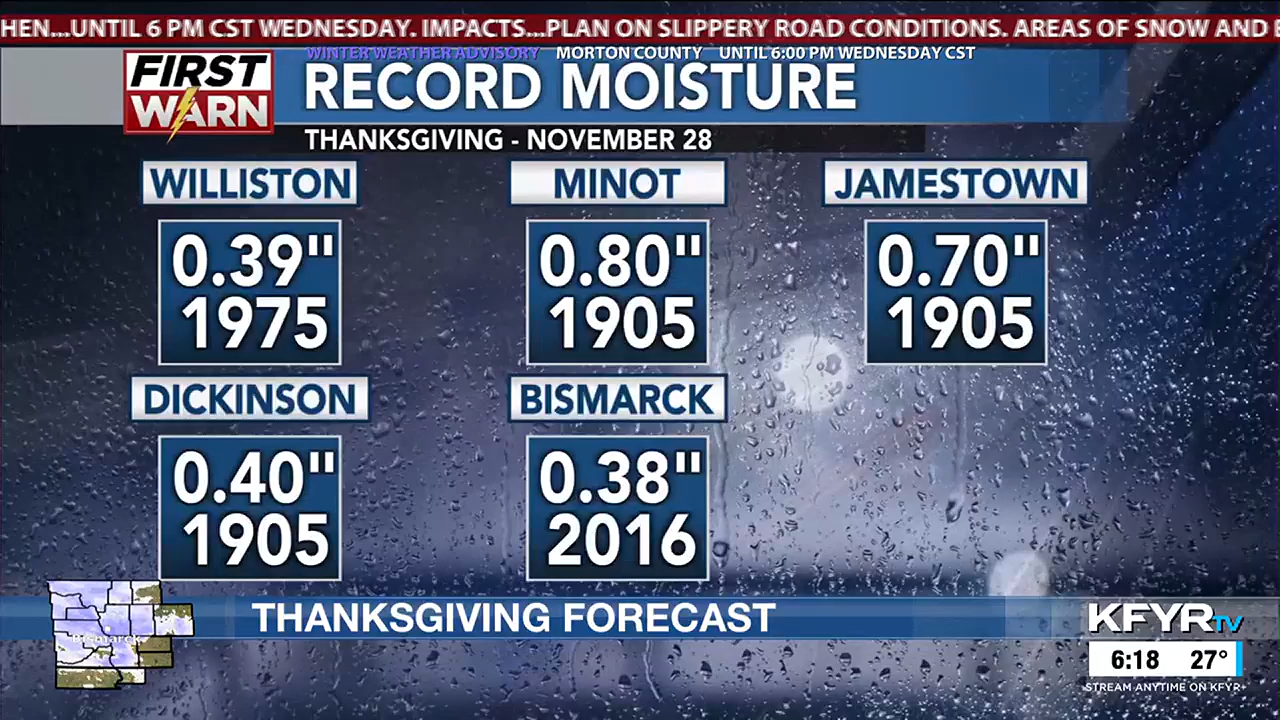 HEN...UNTIL 6 PM CST WEDNESDAY. IMPACTS...PLAN ON SLIPPERY ROAD CONDITIONS. AREAS OF SNOW AND
WINTER WEATHER ADVISORY MORTON COUNTY UNTIL 6:00 PM WEDNESDAY CST
FIRST
WARN
RECORD MOISTURE
THANKSGIVING - NOVEMBER 28
WILLISTON
0.39"
1975
MINOT
0.80"
1905
JAMESTOWN
0.70"
1905
DICKINSON
0.40"
1905
BISMARCK
0.38"
2016
Bismarck
THANKSGIVING FORECAST
KFYRTV
6:18 27°
STREAM ANYTIME ON KFYR+